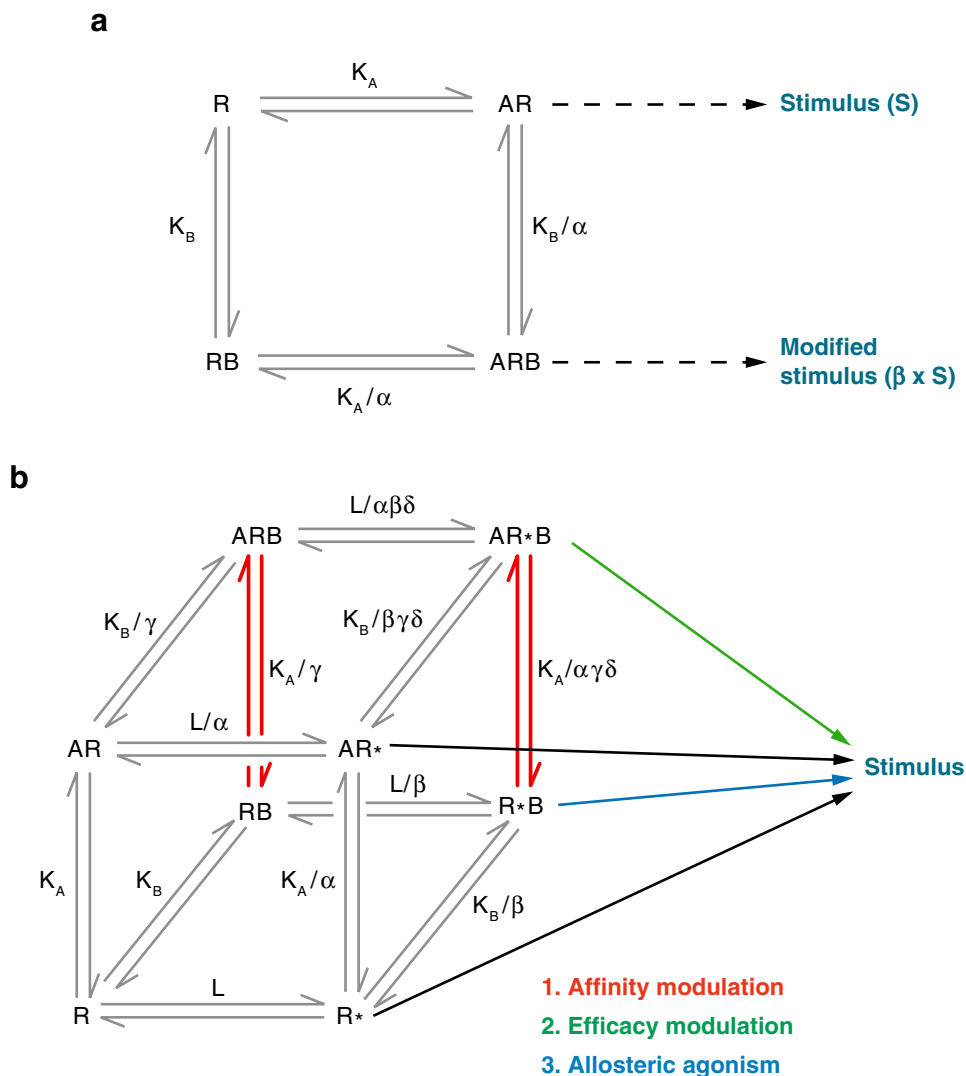 a
K_A
R AR Stimulus (S)
K_B K_B/α
RB ARB Modified
stimulus (β x S)
K_A/α
b
L/αβδ
ARB AR*B
K_B/γ K_B/βγδ
K_A/γ K_A/αγδ
L/α
AR AR* Stimulus
L/β
RB R*B
K_A K_B K_A/α K_B/β
L
R R*
1. Affinity modulation
2. Efficacy modulation
3. Allosteric agonism